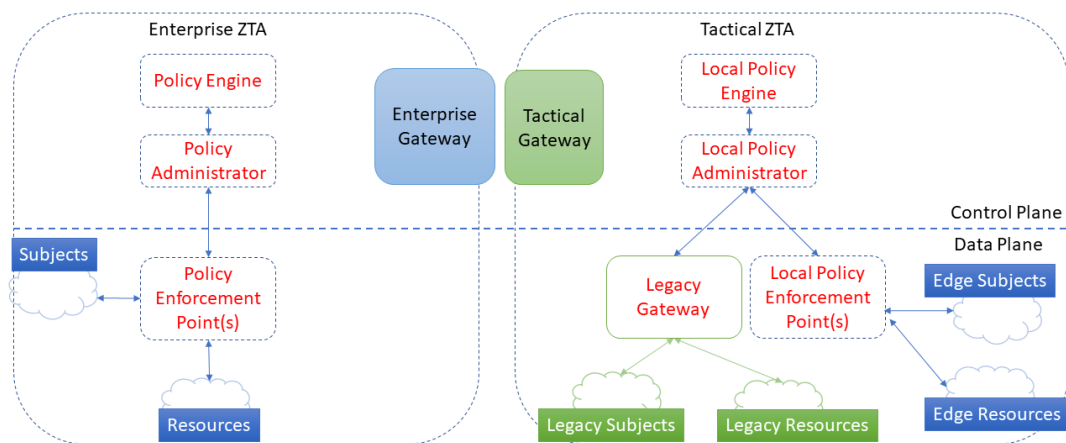 Enterprise ZTA
Policy Engine
Policy
Administrator
Enterprise
Gateway
Tactical
Gateway
Tactical ZTA
Local Policy
Engine
Local Policy
Administrator
Control Plane
Data Plane
Subjects
Policy
Enforcement
Point(s)
Resources
Legacy
Gateway
Local Policy
Enforcement
Point(s)
Edge Subjects
Edge Resources
Legacy Subjects
Legacy Resources